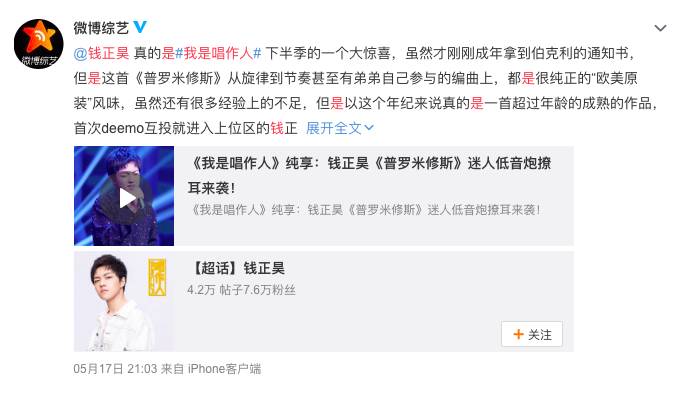 微博综艺
微博综艺
@钱正昊 真的是#我是唱作人# 下半季的一个大惊喜，虽然才刚刚成年拿到伯克利的通知书，
但是这首《普罗米修斯》从旋律到节奏甚至有弟弟自己参与的编曲上，都是很纯正的“欧美原
装”风味，虽然还有很多经验上的不足，但是以这个年纪来说真的是一首超过年龄的成熟的作品，
首次deemo互投就进入上位区的钱正 展开全文
《我是唱作人》纯享：钱正昊《普罗米修斯》迷人低音炮撩
耳来袭！
《我是唱作人》纯享：钱正昊《普罗米修斯》迷人低音炮撩耳来袭！
【超话】钱正昊
4.2万 帖子7.6万粉丝
唱作人
+ 关注
05月17日 21:03 来自 iPhone客户端